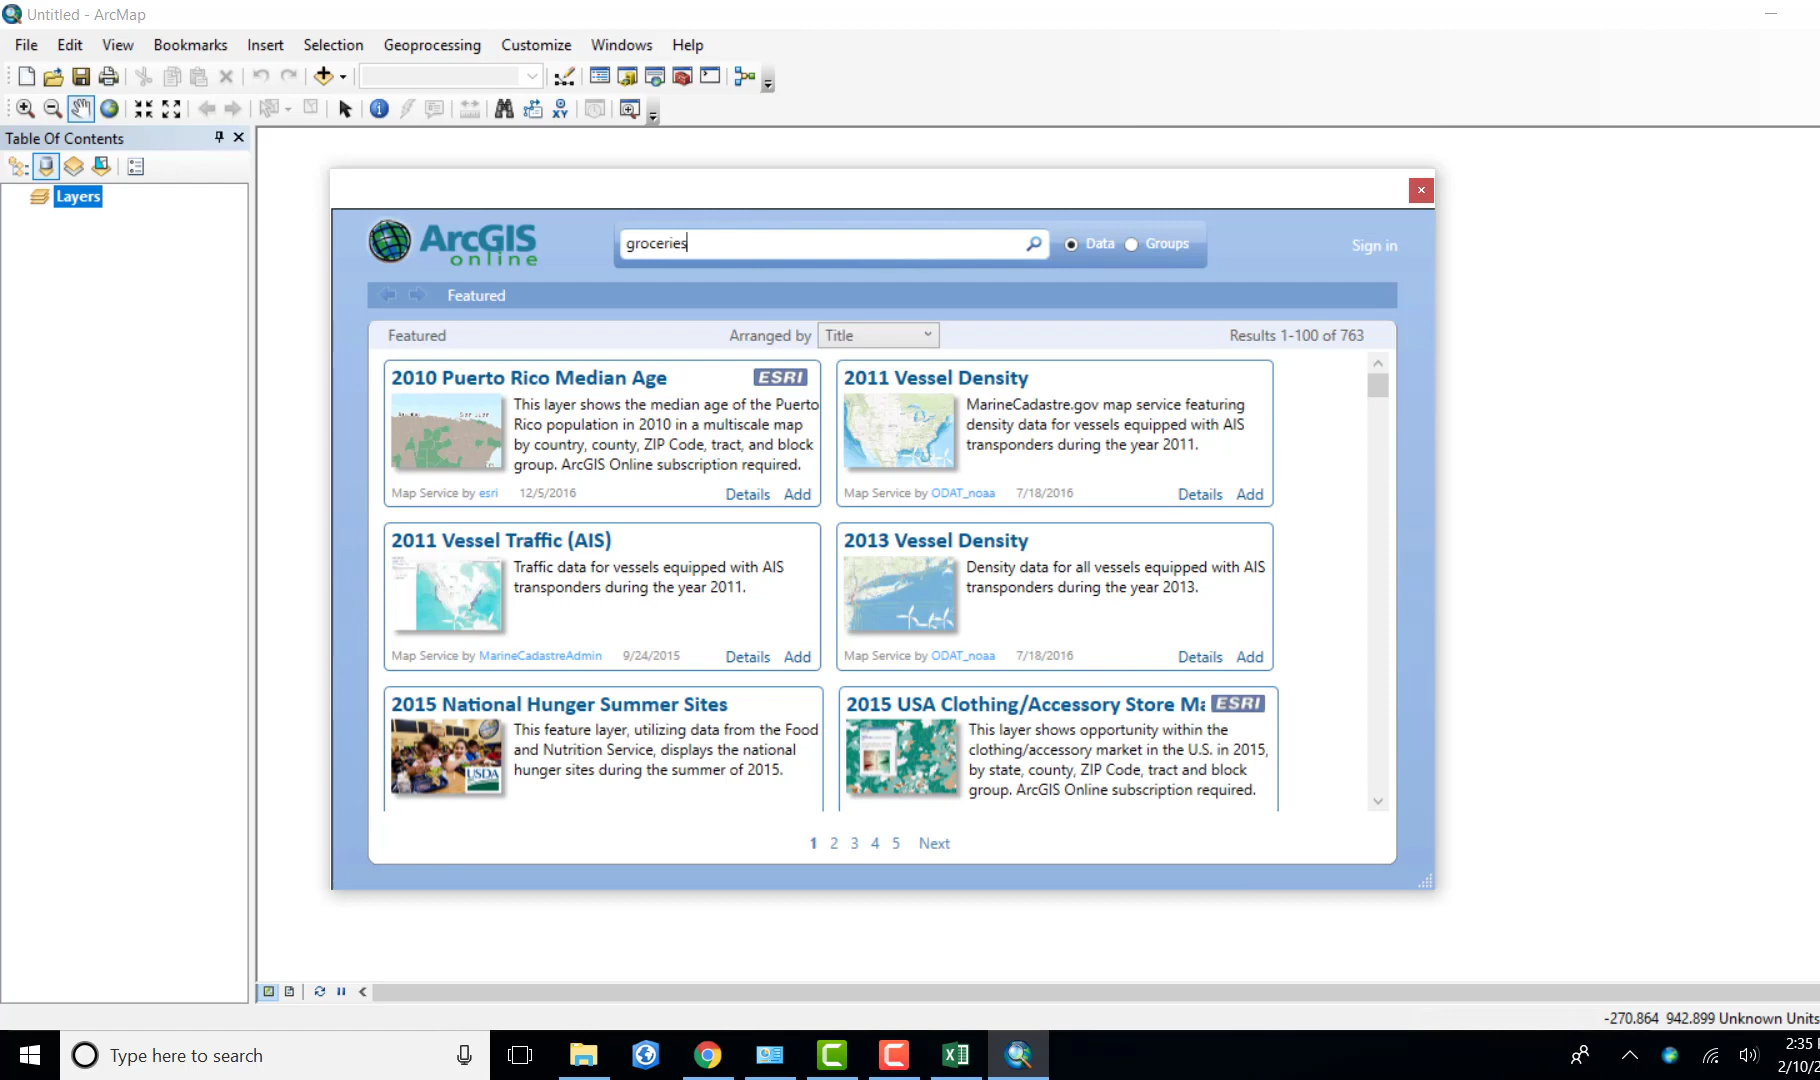 Untitled - ArcMap
File Edit View Bookmarks Insert Selection Geoprocessing Customize Windows Help
Table Of Contents
Layers
ArcGIS
online
groceries
Data Groups
Sign in
Featured
Featured
Arranged by Title
Results 1-100 of 763
2010 Puerto Rico Median Age
ESRI
This layer shows the median age of the Puerto
Rico population in 2010 in a multiscale map
by country, county, ZIP Code, tract, and block
group. ArcGIS Online subscription required.
Map Service by esri 12/5/2016 Details Add
2011 Vessel Density
MarineCadastre.gov map service featuring
density data for vessels equipped with AIS
transponders during the year 2011.
Map Service by ODAT_noaa 7/18/2016 Details Add
2011 Vessel Traffic (AIS)
Traffic data for vessels equipped with AIS
transponders during the year 2011.
Map Service by MarineCadastreAdmin 9/24/2015 Details Add
2013 Vessel Density
Density data for all vessels equipped with AIS
transponders during the year 2013.
Map Service by ODAT_noaa 7/18/2016 Details Add
2015 National Hunger Summer Sites
USDA
This feature layer, utilizing data from the Food
and Nutrition Service, displays the national
hunger sites during the summer of 2015.
2015 USA Clothing/Accessory Store Ma
ESRI
This layer shows opportunity within the
clothing/accessory market in the U.S. in 2015,
by state, county, ZIP Code, tract and block
group. ArcGIS Online subscription required.
1 2 3 4 5 Next
-270.864 942.899 Unknown Units
Type here to search
2:35
2/10/2